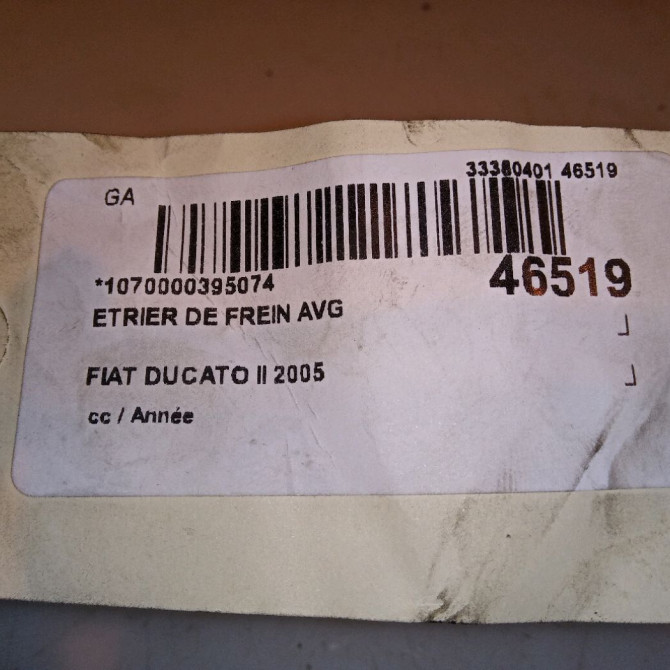 33380401 46519
GA
*1070000395074
46519
ETRIER DE FREIN AVG
FIAT DUCATO II 2005
cc / Année